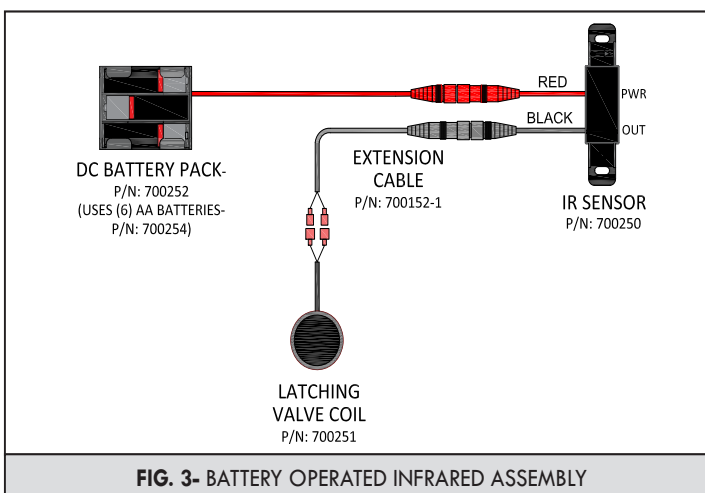 RED
PWR
BLACK
OUT
DC BATTERY PACK-
P/N: 700252
(USES (6) AA BATTERIES-
P/N: 700254)
EXTENSION
CABLE
P/N: 700152-1
IR SENSOR
P/N: 700250
LATCHING
VALVE COIL
P/N: 700251
FIG. 3- BATTERY OPERATED INFRARED ASSEMBLY